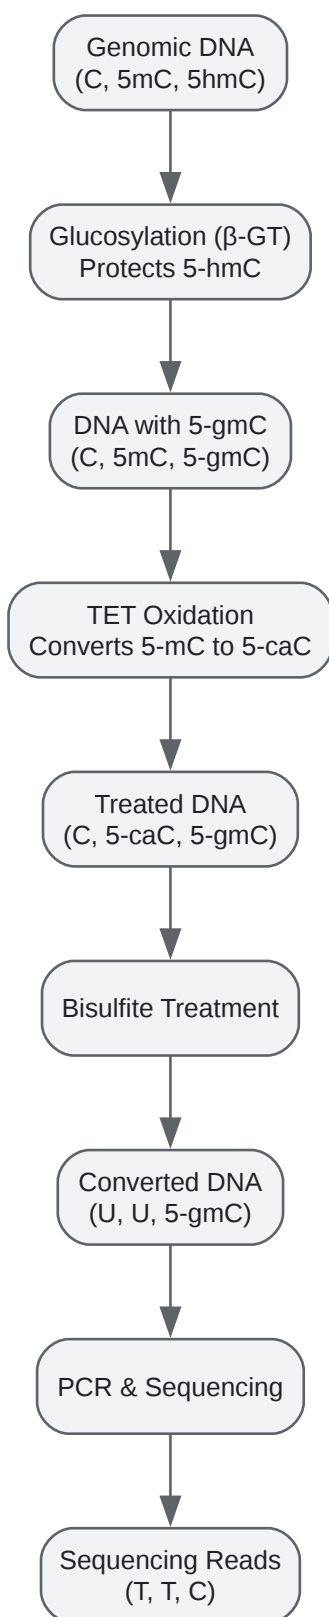 Genomic DNA
(C, 5mC, 5hmC)
Glucosylation (β-GT)
Protects 5-hmC
DNA with 5-gmC
(C, 5mC, 5-gmC)
TET Oxidation
Converts 5-mC to 5-caC
Treated DNA
(C, 5-caC, 5-gmC)
Bisulfite Treatment
Converted DNA
(U, U, 5-gmC)
PCR & Sequencing
Sequencing Reads
(T, T, C)